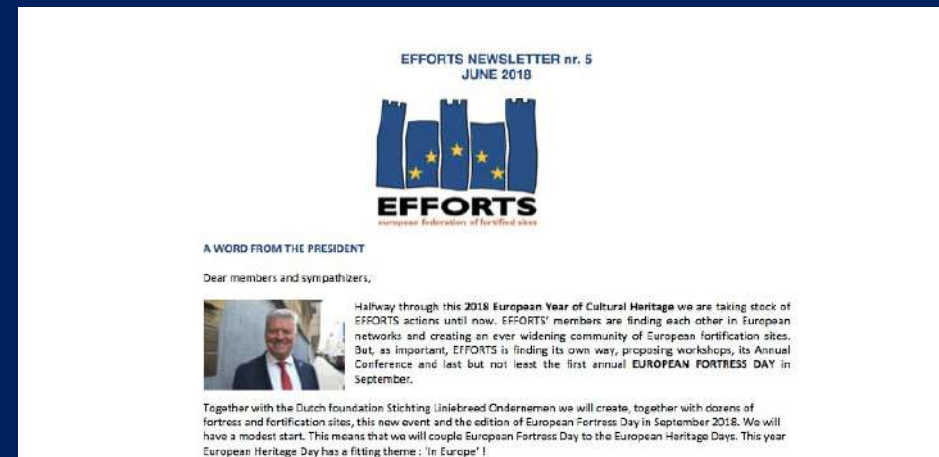 EFFORTS NEWSLETTER nr. 5
JUNE 2018
EFFORTS
european federation of fortified sites
A WORD FROM THE PRESIDENT
Dear members and sympathizers,
Halfway through this 2018 European Year of Cultural Heritage we are taking stock of
EFFORTS actions until now. EFFORTS' members are finding each other in European
networks and creating an ever widening community of European fortification sites.
But, as important, EFFORTS is finding its own way, proposing workshops, its Annual
Conference and last but not least the first annual EUROPEAN FORTRESS DAY in
September.
Together with the Dutch foundation Stichting Liniebreed Ondernemen we will create, together with dozens of
fortress and fortification sites, this new event and the edition of European Fortress Day in September 2018. We will
have a modest start. This means that we will couple European Fortress Day to the European Heritage Days. This year
European Heritage Day has a fitting theme : 'In Europe' !